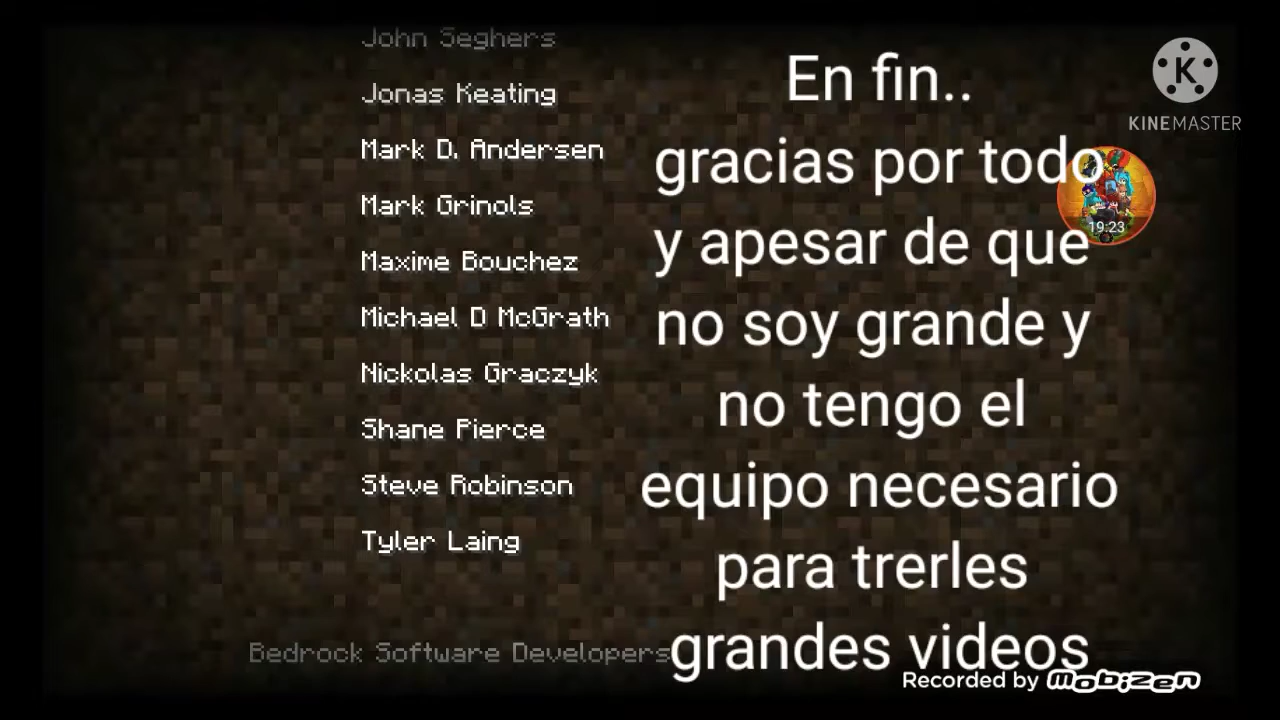 John Seghers
Jonas Keating
Mark D. Andersen
Mark Grinols
Maxime Bouchez
Michael D McGrath
Nickolas Graczyk
Shane Pierce
Steve Robinson
Tyler Laing
Bedrock Software Developers
En fin..
gracias por todo
y apesar de que
no soy grande y
no tengo el
equipo necesario
para trerles
grandes videos
K
KINEMASTER
19:23
Recorded by mobizen